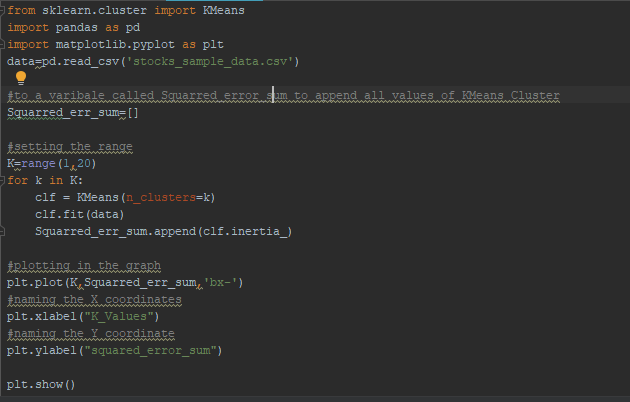 from sklearn.cluster import KMeans
import pandas as pd
import matplotlib.pyplot as plt
data=pd.read_csv('stocks_sample_data.csv')
#to a varibale called Squarred error sum to append all values of KMeans Cluster
Squarred_err_sum=[]
#setting the range
K=range(1,20)
for k in K:
    clf = KMeans(n_clusters=k)
    clf.fit(data)
    Squarred_err_sum.append(clf.inertia_)
#plotting in the graph
plt.plot(K,Squarred_err_sum,'bx-')
#naming the X coordinates
plt.xlabel("K_Values")
#naming the Y coordinate
plt.ylabel("squared_error_sum")
plt.show()